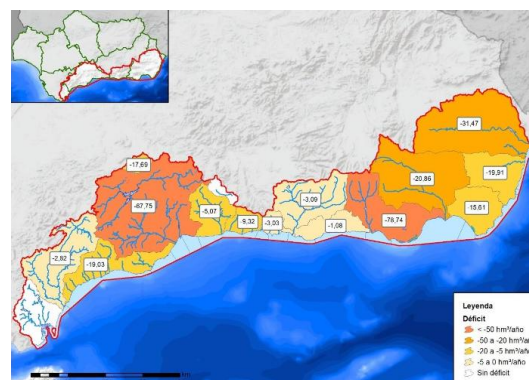 -31,47
-17,69
-19,91
-20,86
-67,75
-3,09
-5,07
-15,61
9,32
-3,03
-78,74
-1,08
-2,82
-19,03
Leyenda
Déficit
< -50 hm³/año
-50 a -20 hm³/añ
-20 a -5 hm³/año
-5 a 0 hm³/año
Sin déficit